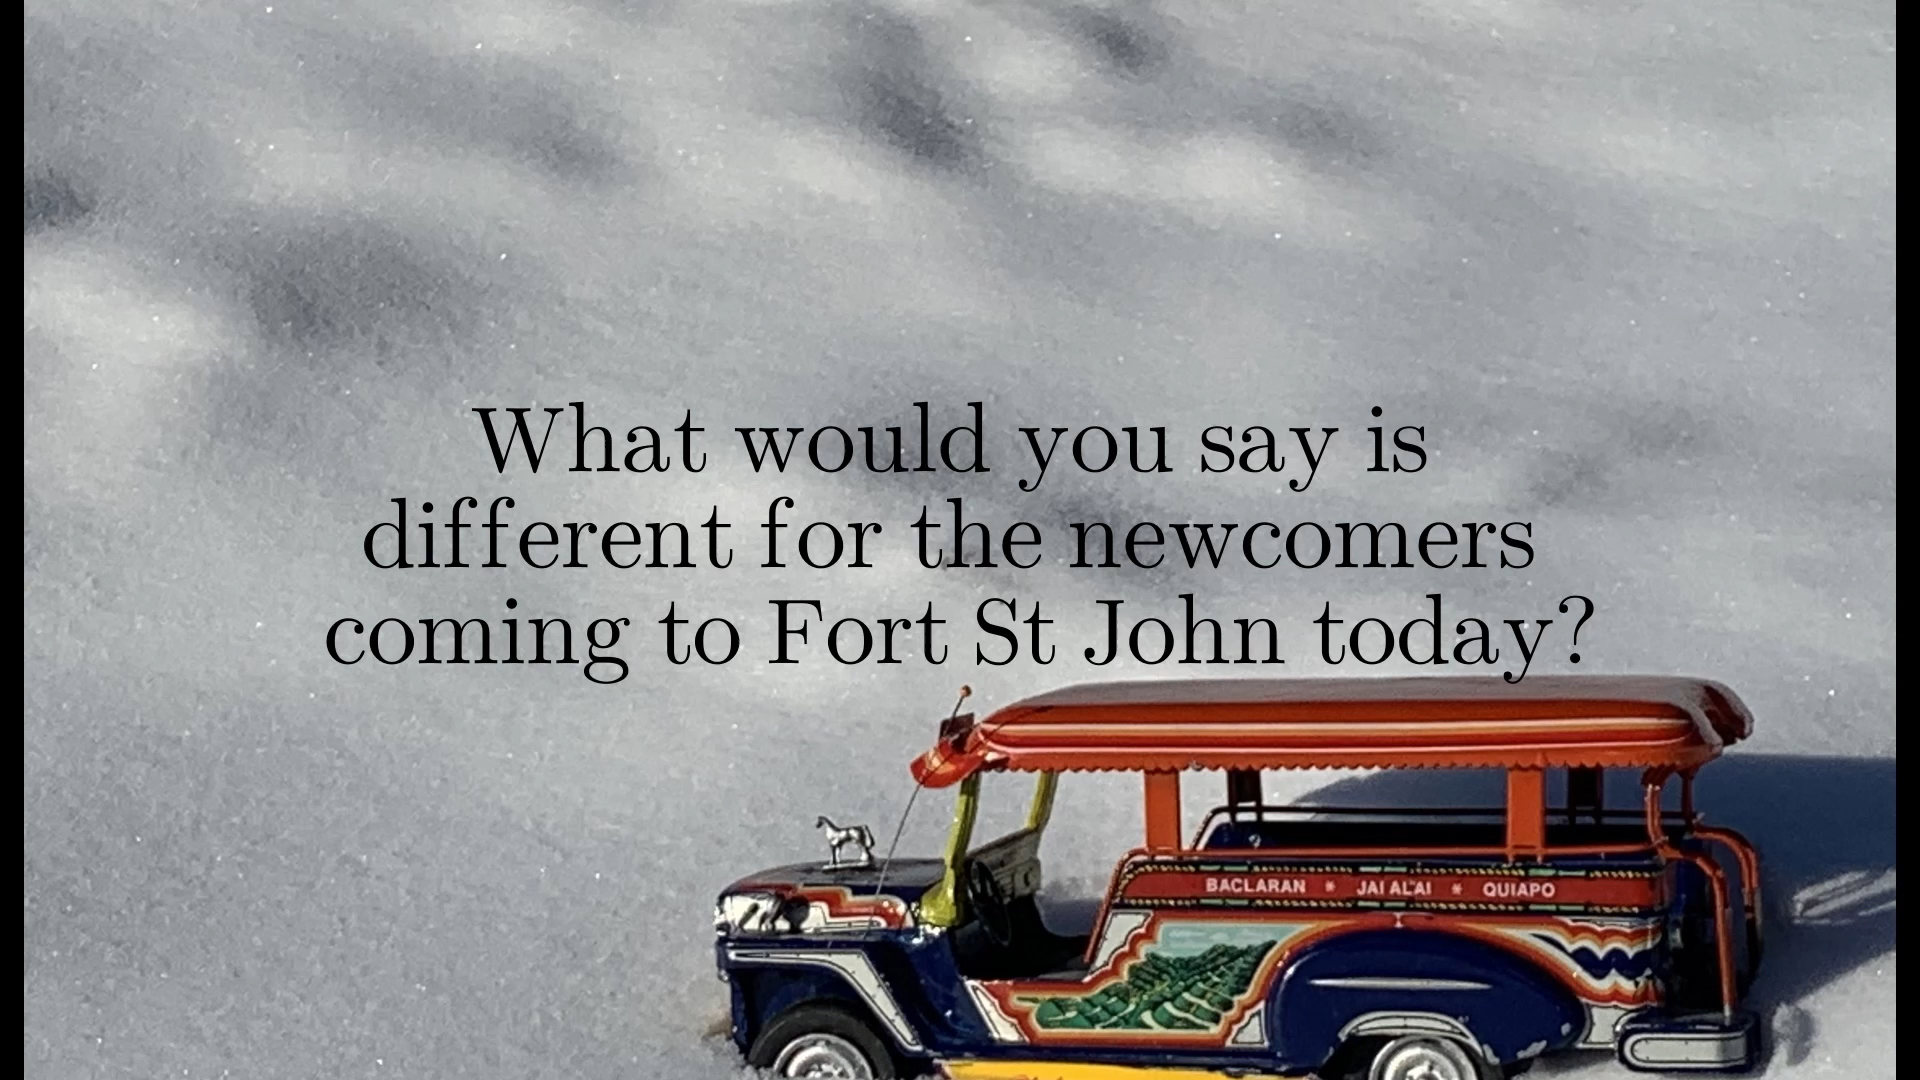 What would you say is
different for the newcomers
coming to Fort St John today?
BACLARAN * JAI ALAI * QUIAPO